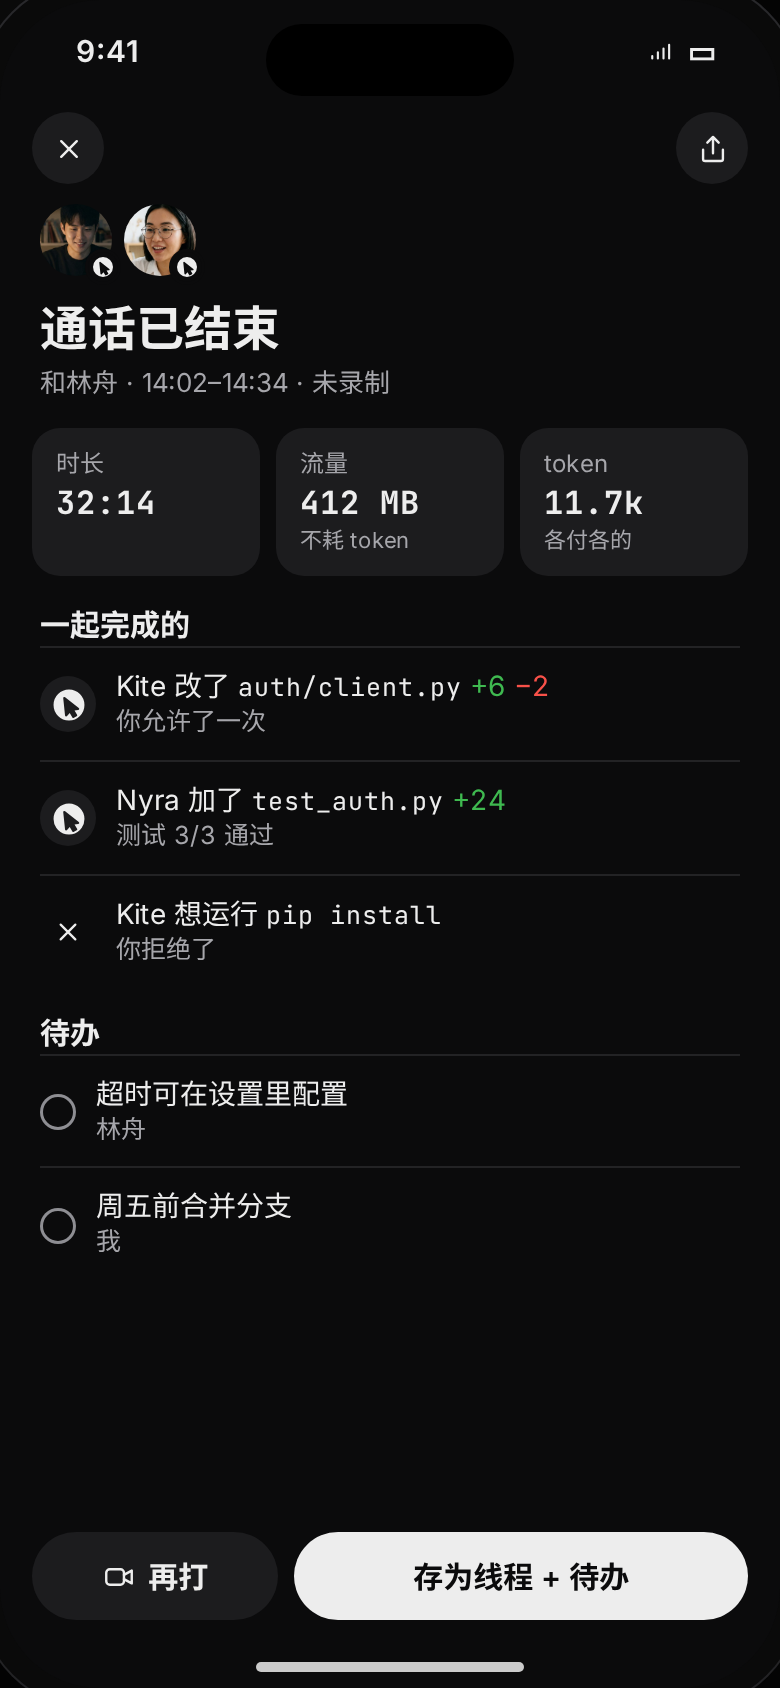 9:41
通话已结束
和林舟 · 14:02–14:34 · 未录制
时长
32:14
流量
412 MB
不耗 token
token
11.7k
各付各的
一起完成的
Kite 改了 auth/client.py +6 −2
你允许了一次
Nyra 加了 test_auth.py +24
测试 3/3 通过
Kite 想运行 pip install
你拒绝了
待办
超时可在设置里配置
林舟
周五前合并分支
我
再打
存为线程 + 待办